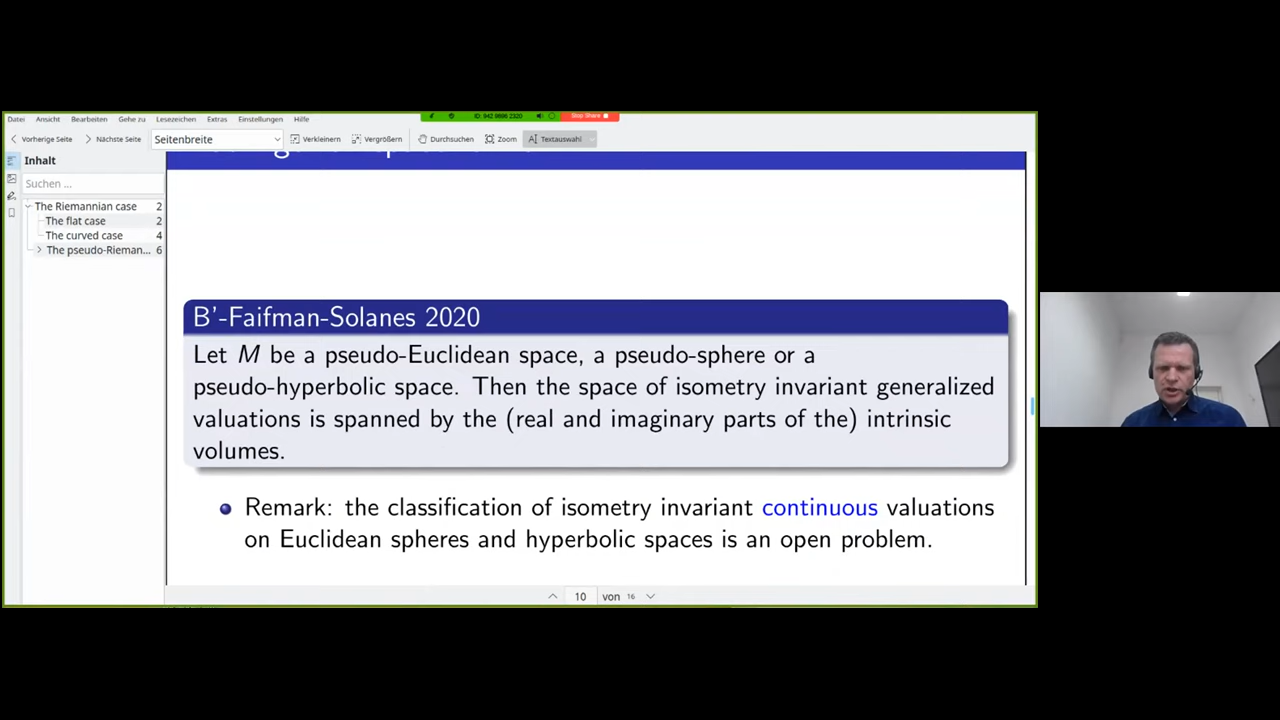 Datei Ansicht Bearbeiten Gehe zu Lesezeichen Extras Einstellungen Hilfe
Stop Share
Vorherige Seite Nächste Seite Seitenbreite Verkleinern Vergrößern Durchsuchen Zoom Textauswahl
Inhalt
Suchen ...
The Riemannian case 2
The flat case 2
The curved case 4
The pseudo-Rieman... 6
B'-Faifman-Solanes 2020
Let M be a pseudo-Euclidean space, a pseudo-sphere or a
pseudo-hyperbolic space. Then the space of isometry invariant generalized
valuations is spanned by the (real and imaginary parts of the) intrinsic
volumes.
Remark: the classification of isometry invariant continuous valuations
on Euclidean spheres and hyperbolic spaces is an open problem.
10 von 16